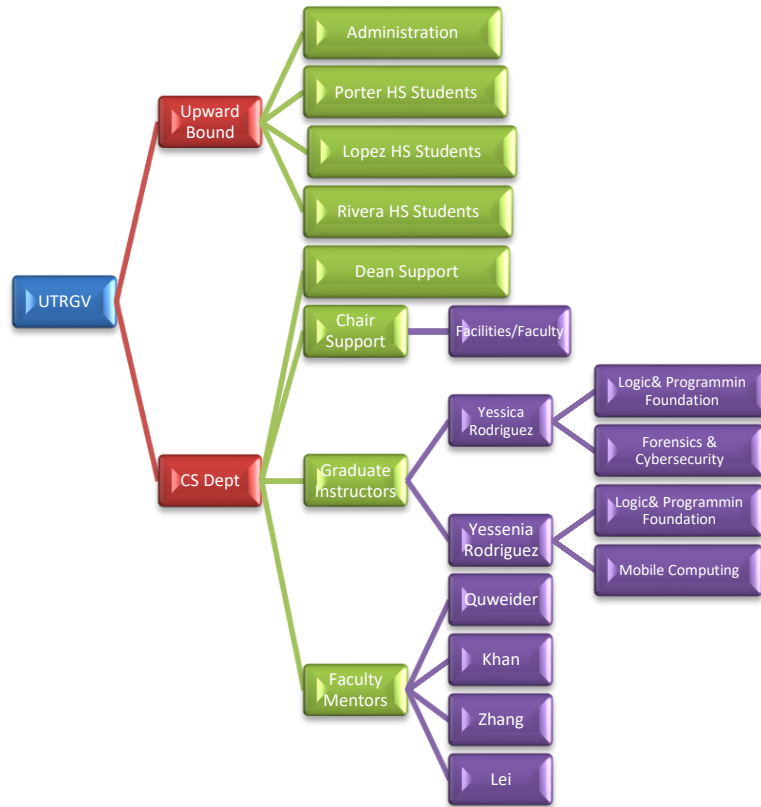 Administration
Porter HS Students
Upward
Bound
Lopez HS Students
Rivera HS Students
Dean Support
UTRGV
Chair
Support
Facilities/Faculty
Logic& Programmin
Foundation
Yessica
Rodriguez
Forensics &
Cybersecurity
CS Dept
Graduate
Instructors
Logic& Programmin
Foundation
Yessenia
Rodriguez
Mobile Computing
Quweider
Khan
Faculty
Mentors
Zhang
Lei